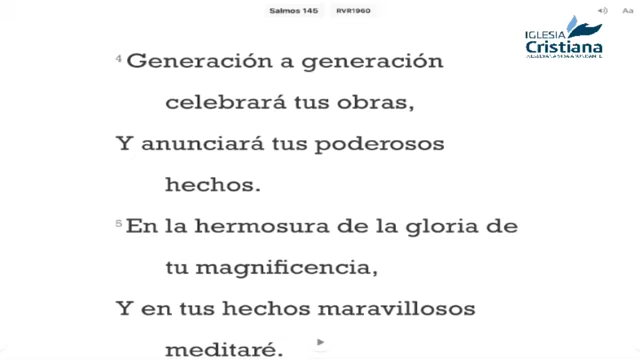 Salmos 145 RVR1960 Aa
IGLESIA
Cristiana
4 Generación a generación
celebrará tus obras,
Y anunciará tus poderosos
hechos.
5 En la hermosura de la gloria de
tu magnificencia,
Y en tus hechos maravillosos
meditaré.